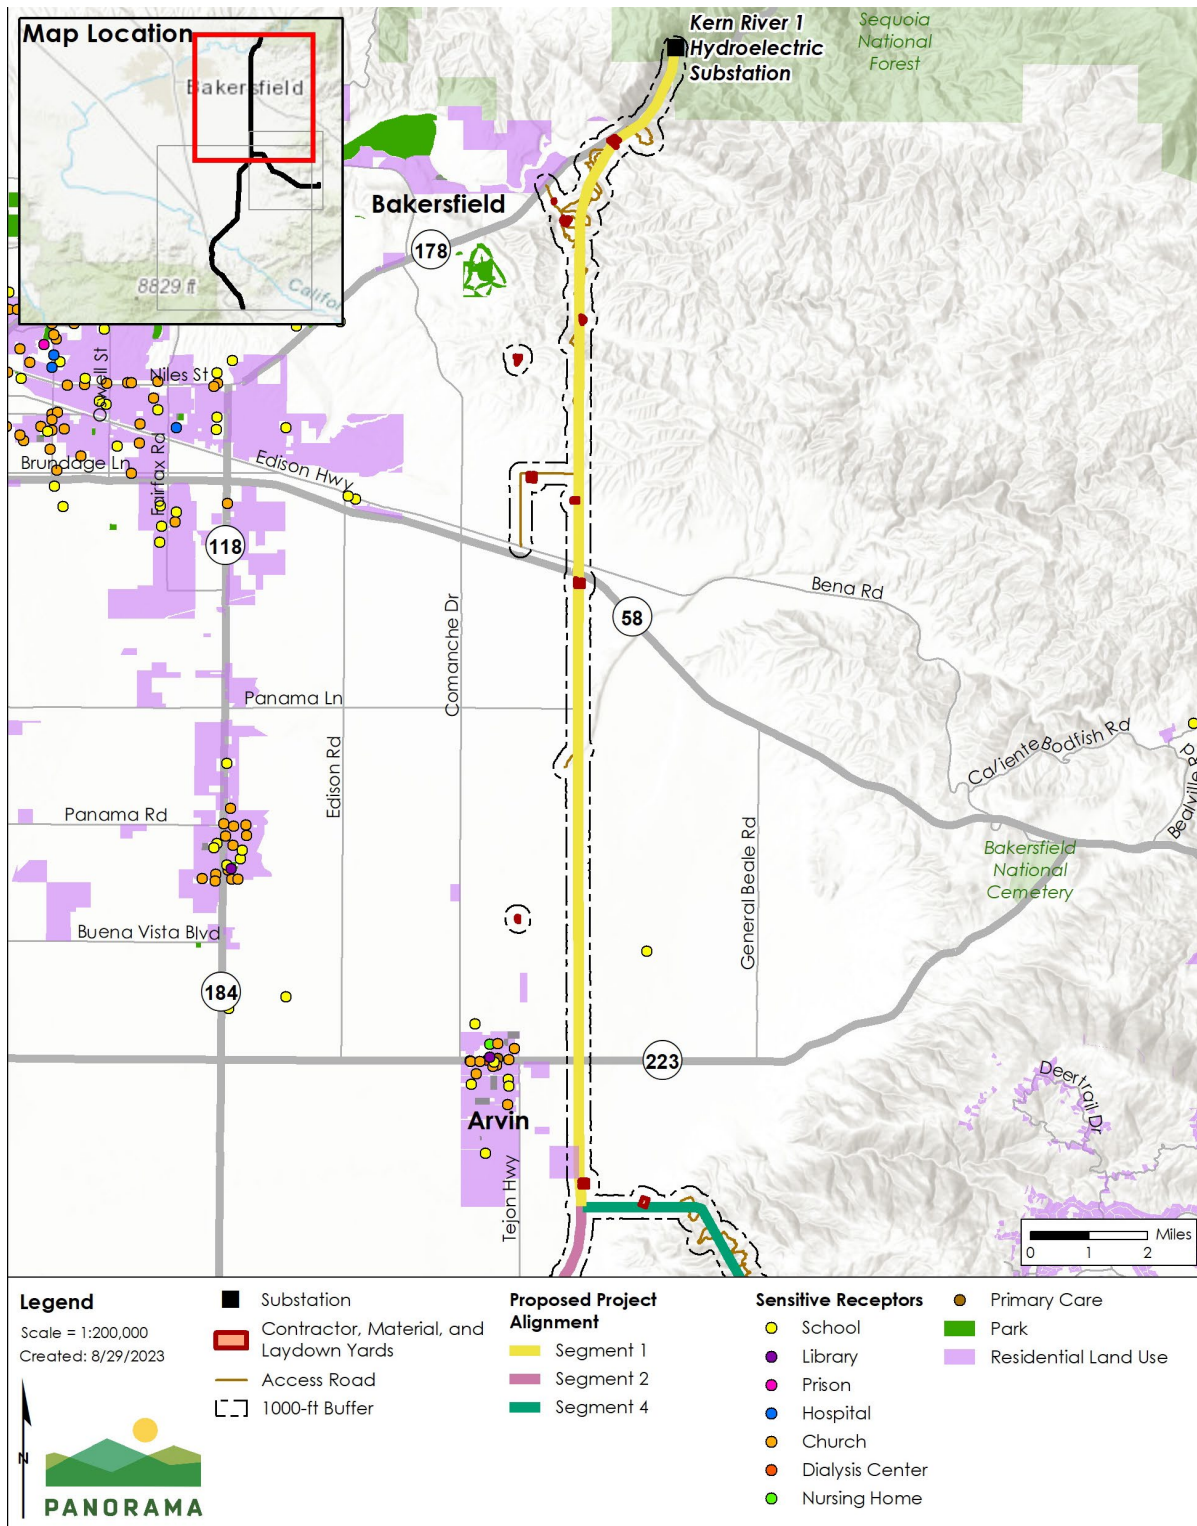 Map Location
Bakersfield
8829 ft
Califor
Kern River 1
Hydroelectric
Substation
Sequoia
National
Forest
Bakersfield
178
Niles St
Oswell St
Fairfax Rd
Brundage Ln
Edison Hwy
118
58
Bena Rd
Comanche Dr
Panama Ln
Edison Rd
Caliente Bodfish Rd
Bealville R
Panama Rd
General Beale Rd
Bakersfield
National
Cemetery
Buena Vista Blvd
184
223
Deertrail Dr
Arvin
Tejon Hwy
Miles
0 1 2
Legend
Scale = 1:200,000
Created: 8/29/2023
N
PANORAMA
Substation
Contractor, Material, and
Laydown Yards
Access Road
1000-ft Buffer
Proposed Project
Alignment
Segment 1
Segment 2
Segment 4
Sensitive Receptors
School
Library
Prison
Hospital
Church
Dialysis Center
Nursing Home
Primary Care
Park
Residential Land Use